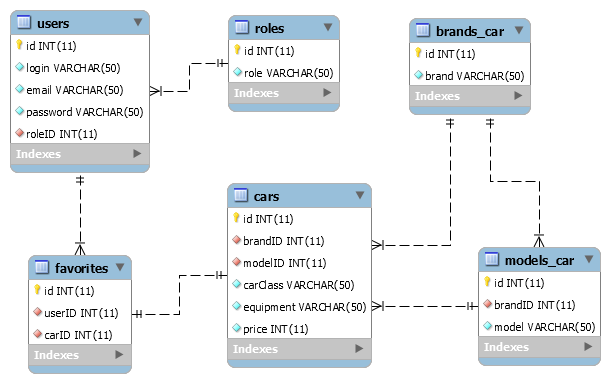 users
id INT(11)
login VARCHAR(50)
email VARCHAR(50)
password VARCHAR(50)
roleID INT(11)
Indexes
roles
id INT(11)
role VARCHAR(50)
Indexes
brands_car
id INT(11)
brand VARCHAR(50)
Indexes
cars
id INT(11)
brandID INT(11)
modelID INT(11)
carClass VARCHAR(50)
equipment VARCHAR(50)
price INT(11)
Indexes
favorites
id INT(11)
userID INT(11)
carID INT(11)
Indexes
models_car
id INT(11)
brandID INT(11)
model VARCHAR(50)
Indexes